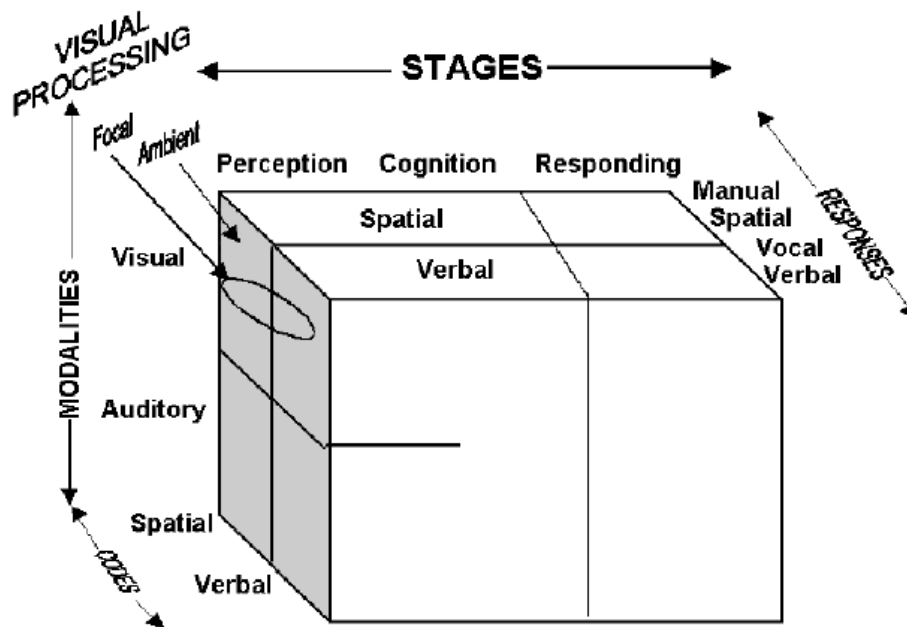 VISUAL
PROCESSING
STAGES
Focal
Ambient
Perception Cognition Responding
Manual
Spatial
Spatial
Vocal
Verbal
Verbal
RESPONSES
Visual
MODALITIES
Auditory
Spatial
Verbal
CODES